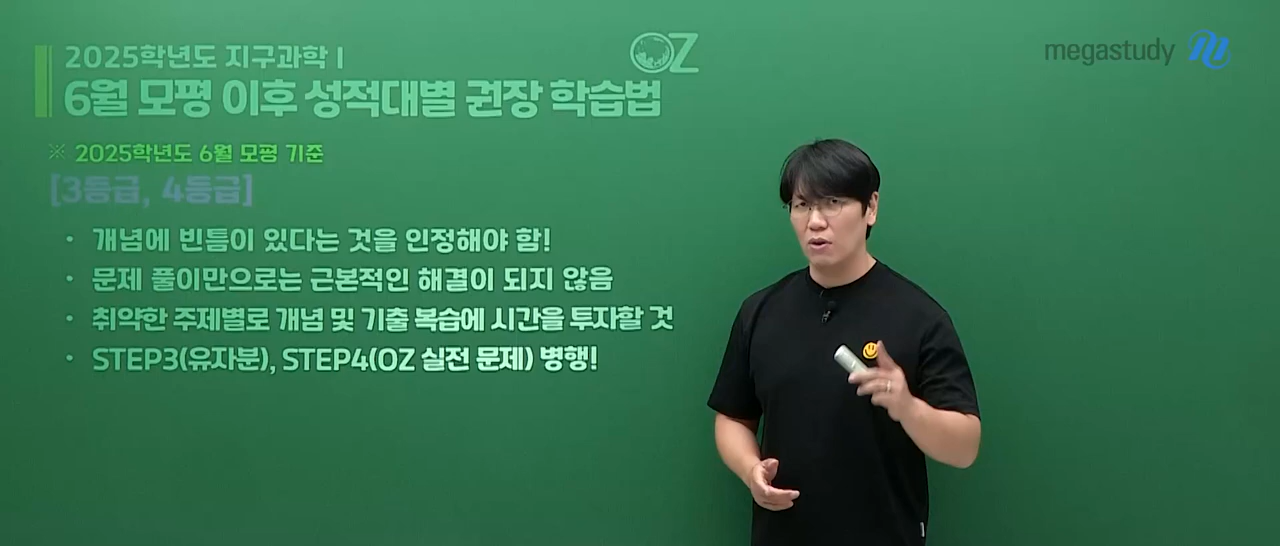 2025학년도 지구과학 I
OZ
6월 모평 이후 성적대별 권장 학습법
megastudy
※ 2025학년도 6월 모평 기준
[3등급, 4등급]
• 개념에 빈틈이 있다는 것을 인정해야 함!
• 문제 풀이만으로는 근본적인 해결이 되지 않음
• 취약한 주제별로 개념 및 기출 복습에 시간을 투자할 것
• STEP3(유자분), STEP4(OZ 실전 문제) 병행!